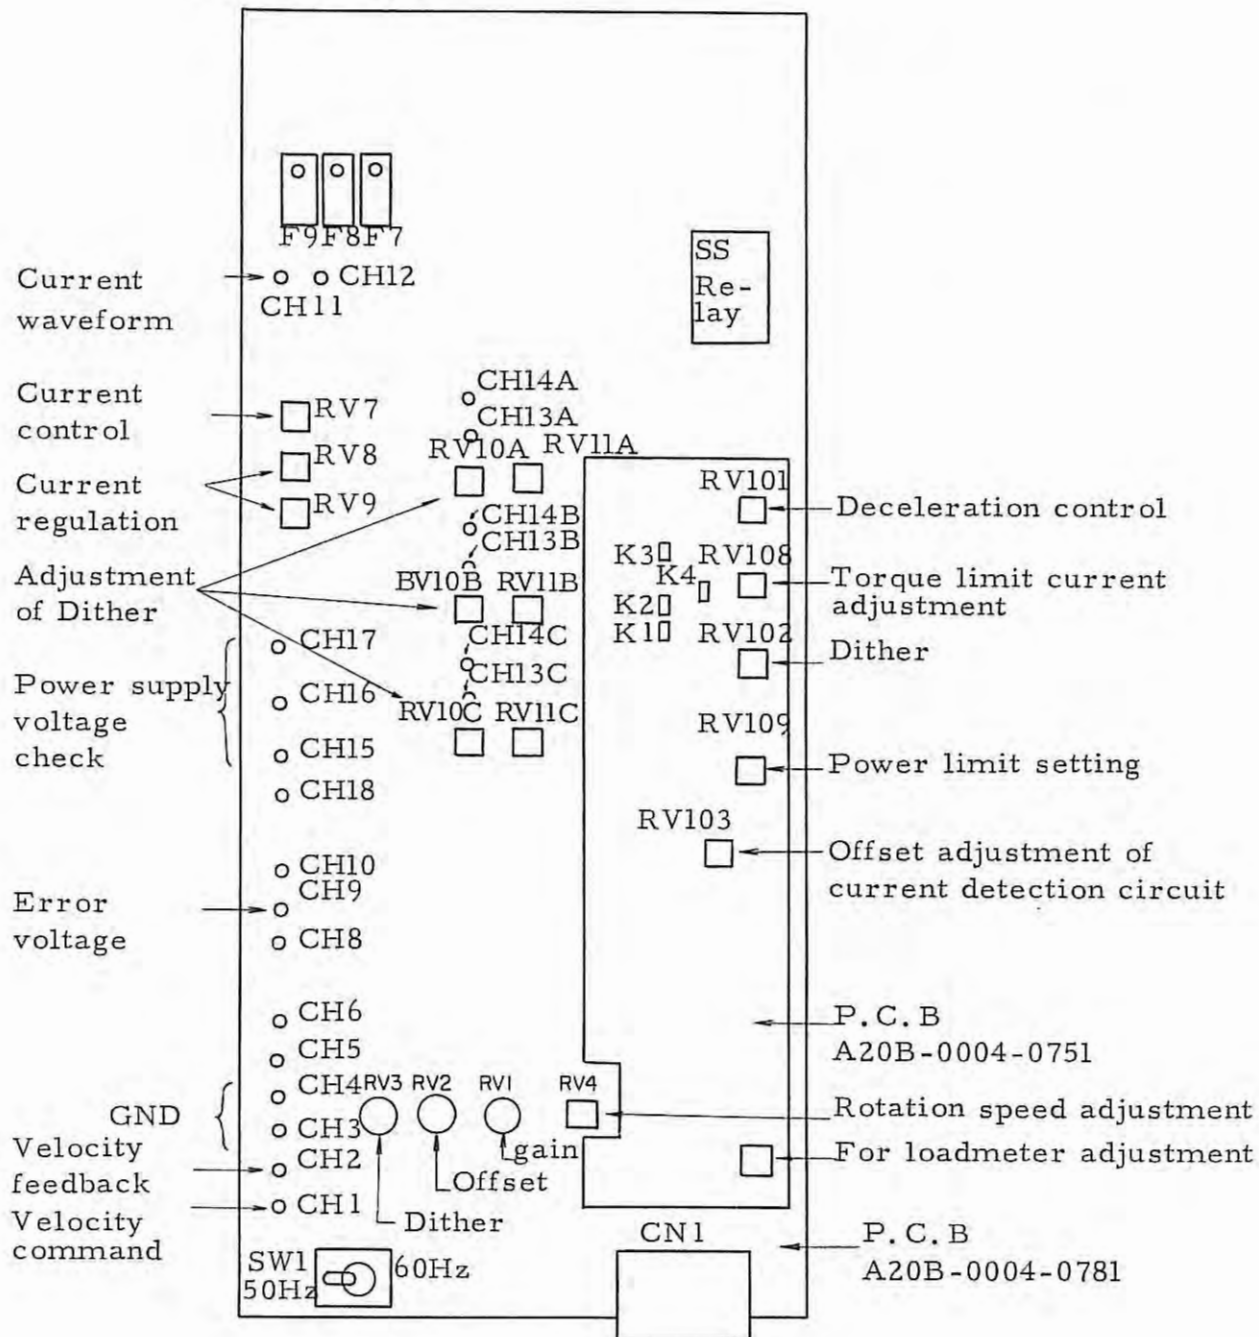 F9 F8 F7
SS
Re-
lay
Current
waveform
CH12
CH11
Current
control
RV7
RV8
Current
regulation
RV9
Adjustment
of Dither
CH14A
CH13A
RV10A
RV11A
CH14B
CH13B
BV10B
RV11B
CH14C
CH13C
RV10C
RV11C
RV101
Deceleration control
K3
K4
RV108
Torque limit current
adjustment
K2
K1
RV102
Dither
RV109
Power limit setting
RV103
Offset adjustment of
current detection circuit
CH17
Power supply
voltage
check
CH16
CH15
CH18
CH10
CH9
Error
voltage
CH8
CH6
CH5
CH4
GND
CH3
Velocity
feedback
CH2
CH1
Velocity
command
RV3
RV2
RV1
RV4
gain
Offset
Dither
P.C.B
A20B-0004-0751
Rotation speed adjustment
For loadmeter adjustment
CN1
P.C.B
A20B-0004-0781
SW1
50Hz
60Hz